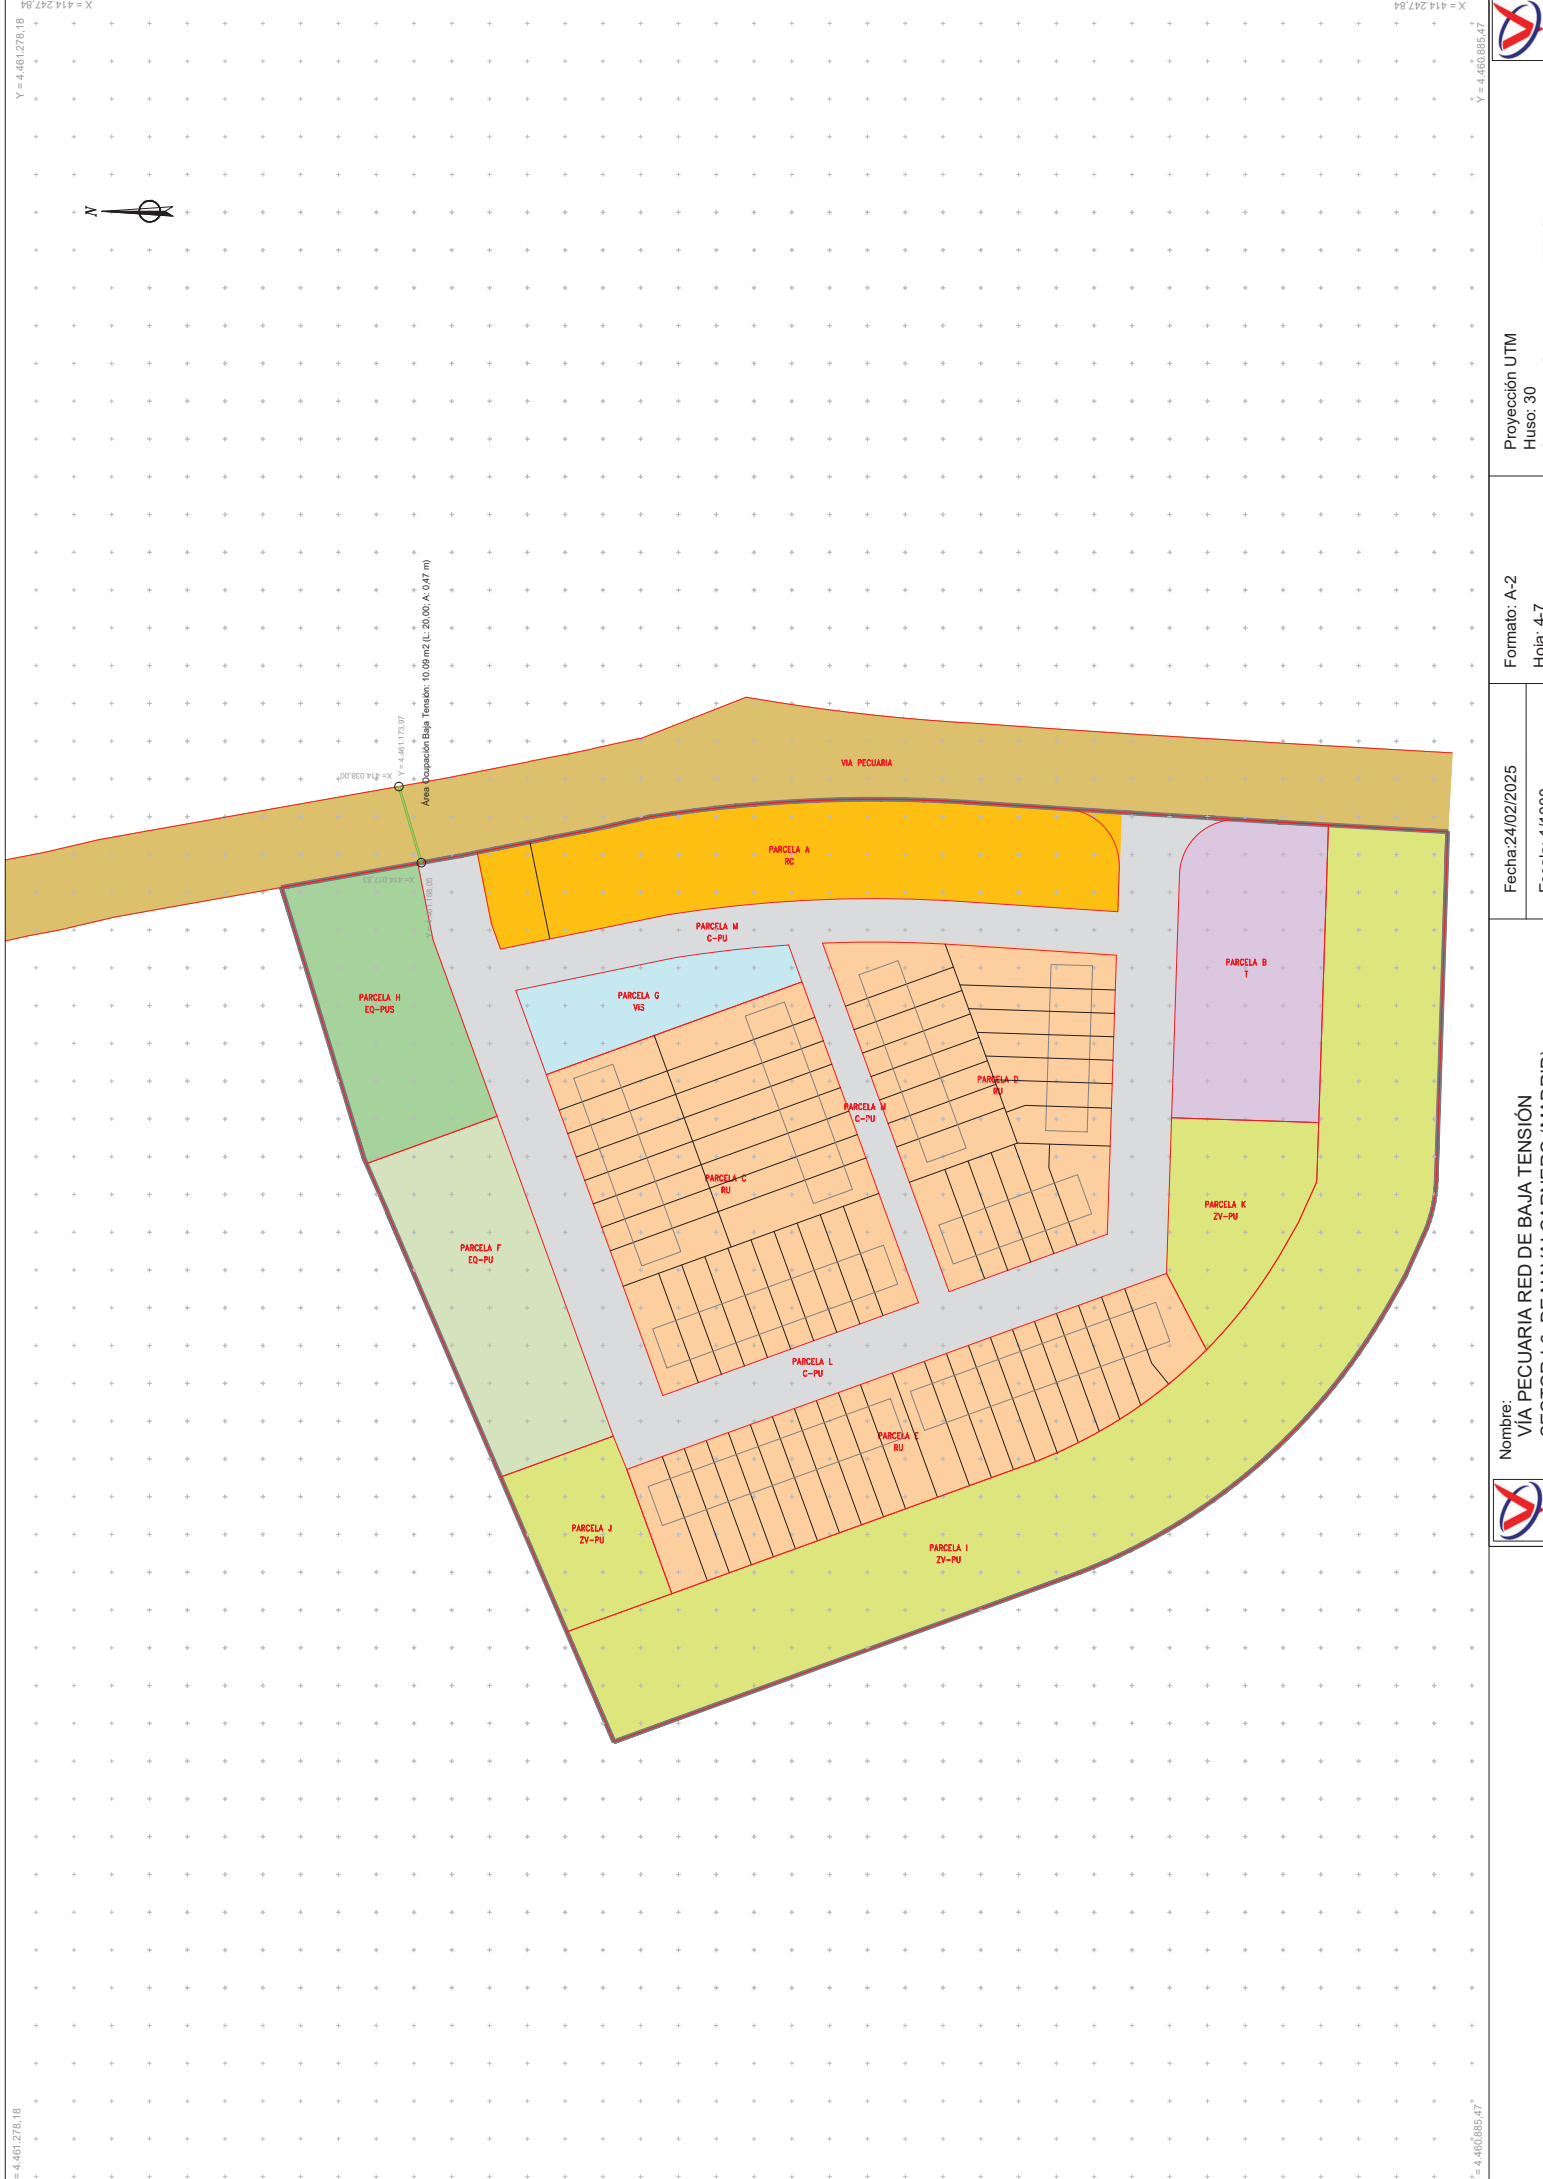 X = 414.247,84
X = 414.247,84
Y = 4.461.278,18
Y = 4.460.885,47
N
Área Ocupación Baja Tensión: 10,09 m2 (L: 20,00; A: 0,47 m)
X= 414.038,00
Y = 4.461.173,97
VIA PECUARIA
PARCELA A
RC
PARCELA M
C-PU
PARCELA B
T
PARCELA H
EQ-PUS
PARCELA G
VIS
PARCELA D
RU
PARCELA M
C-PU
PARCELA C
RU
PARCELA K
ZV-PU
PARCELA F
EQ-PU
PARCELA L
C-PU
PARCELA E
RU
PARCELA J
ZV-PU
PARCELA I
ZV-PU
= 4.461.278,18
= 4.460.885,47
Proyección UTM
Huso: 30
Formato: A-2
Hoja: 4-7
Fecha:24/02/2025
Nombre:
VÍA PECUARIA RED DE BAJA TENSIÓN